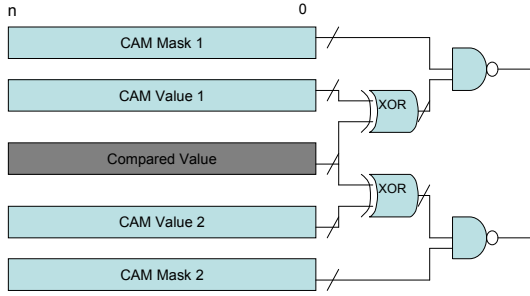 n 0
CAM Mask 1
CAM Value 1
XOR
Compared Value
XOR
CAM Value 2
CAM Mask 2